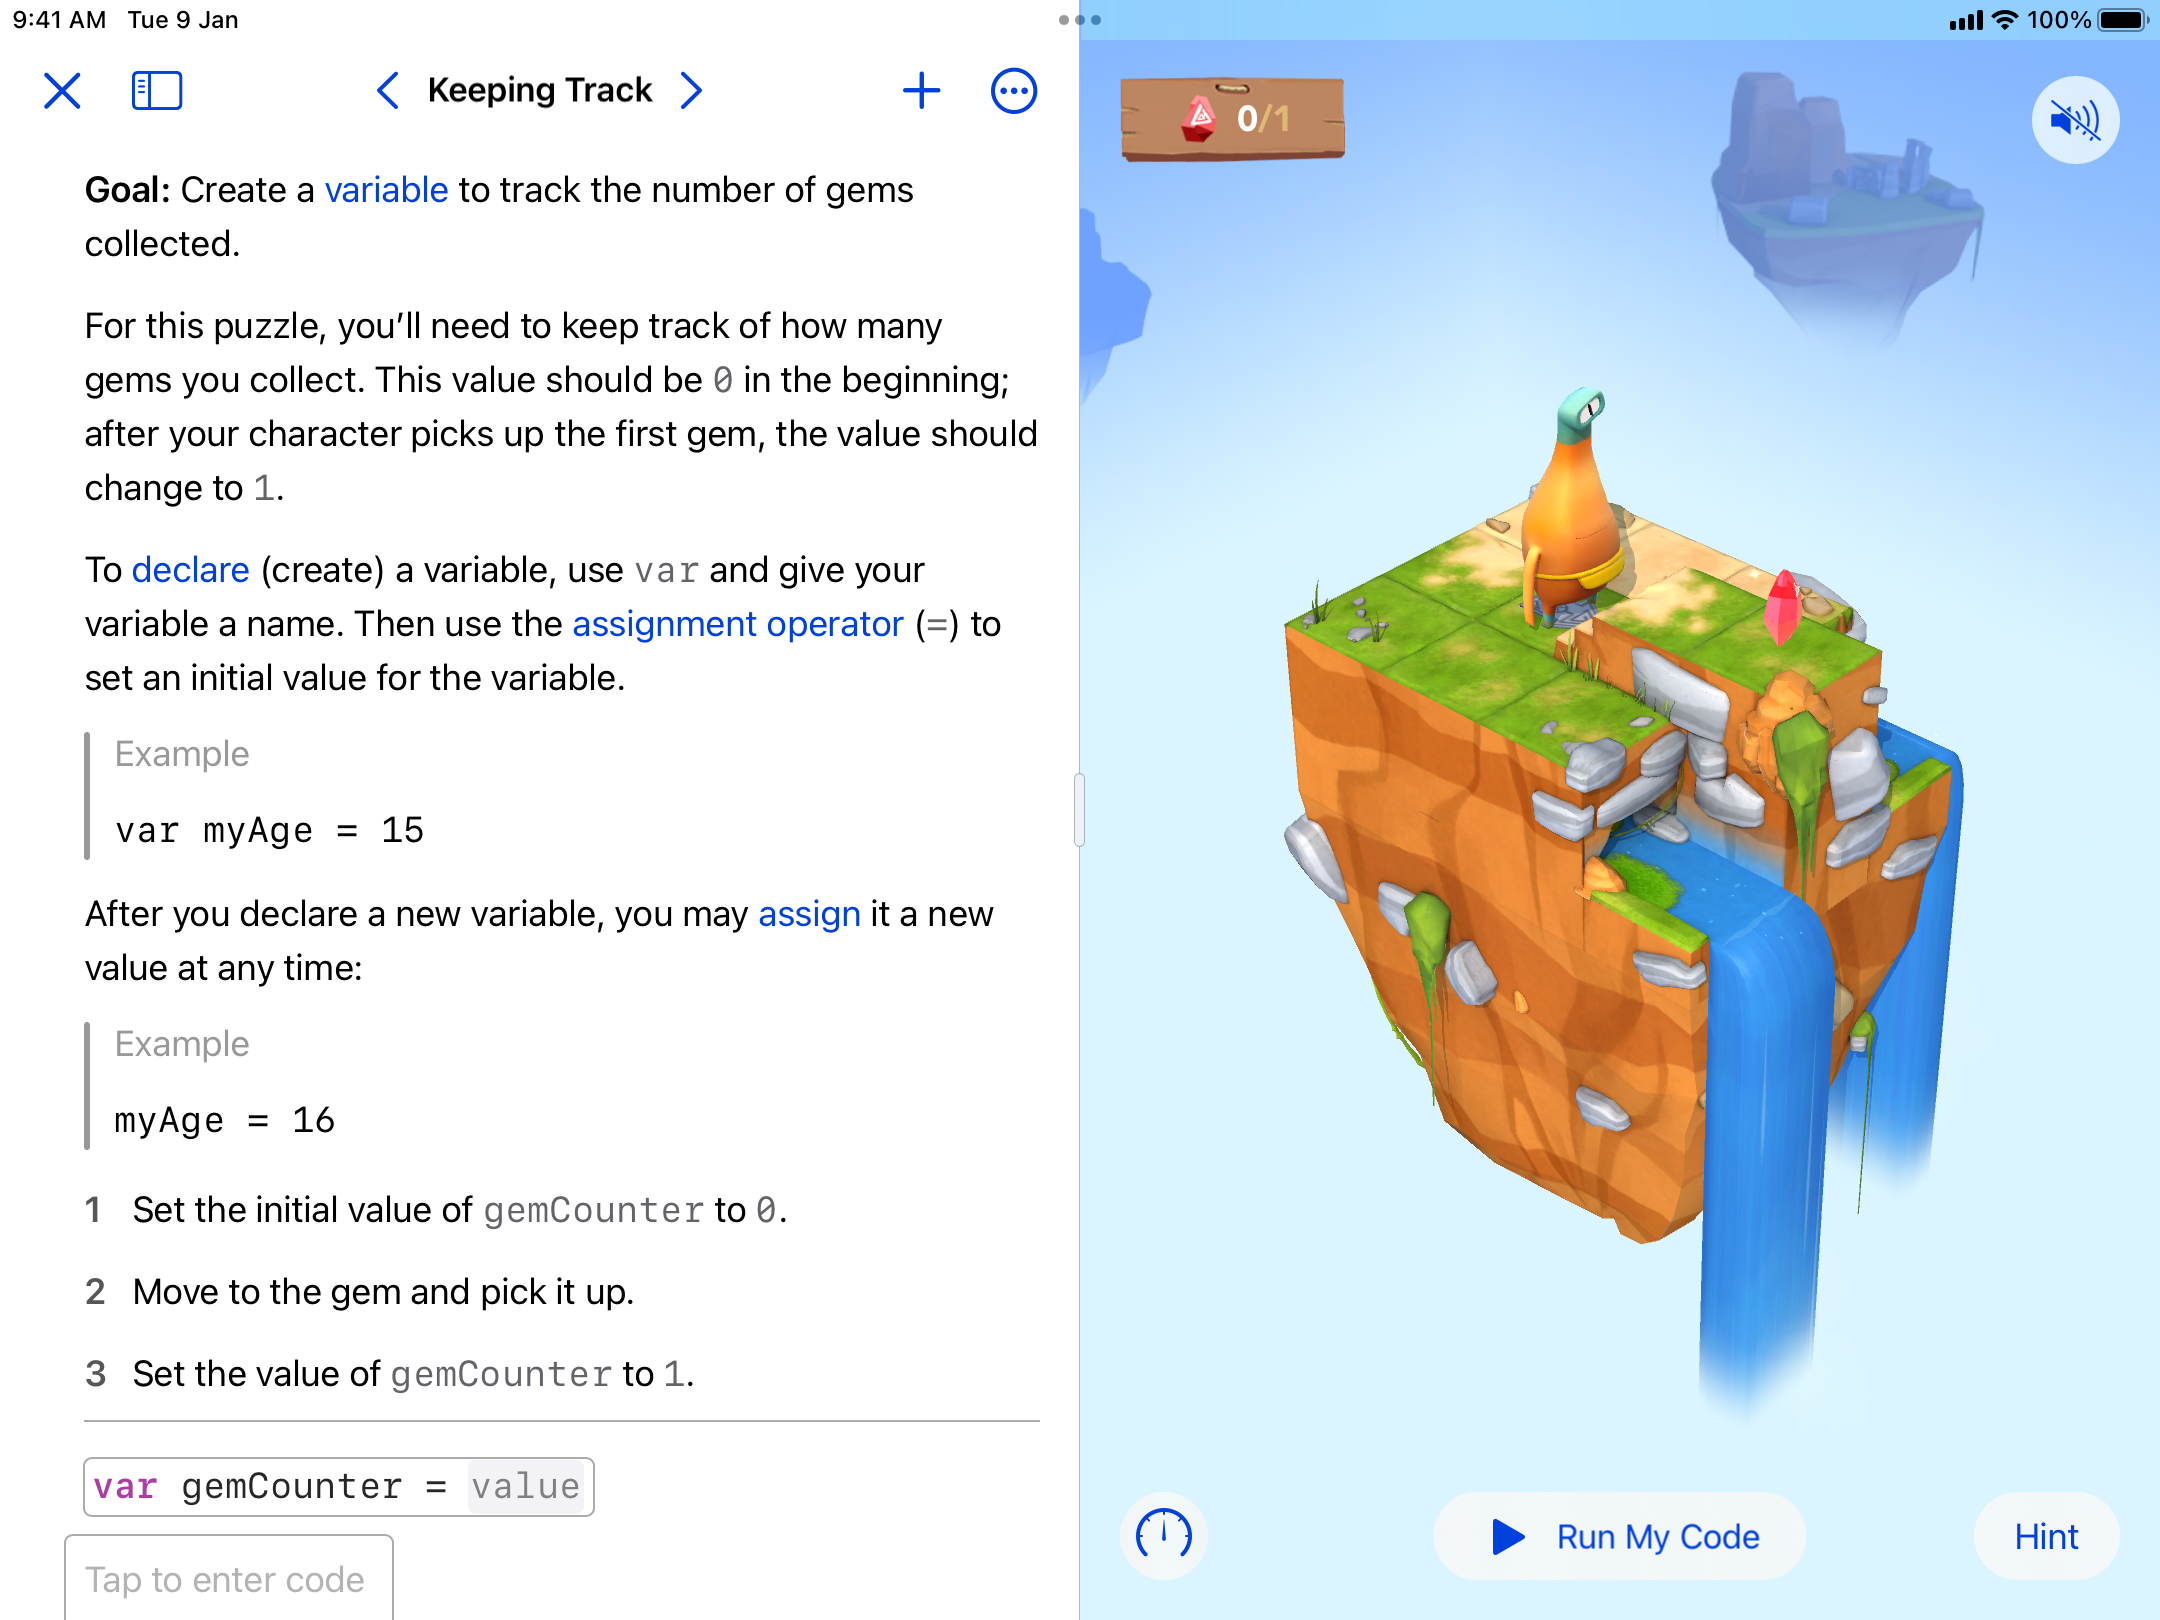 9:41 AM Tue 9 Jan
100%
Keeping Track
Goal: Create a variable to track the number of gems
collected.
For this puzzle, you’ll need to keep track of how many
gems you collect. This value should be 0 in the beginning;
after your character picks up the first gem, the value should
change to 1.
To declare (create) a variable, use var and give your
variable a name. Then use the assignment operator (=) to
set an initial value for the variable.
Example
var myAge = 15
After you declare a new variable, you may assign it a new
value at any time:
Example
myAge = 16
1 Set the initial value of gemCounter to 0.
2 Move to the gem and pick it up.
3 Set the value of gemCounter to 1.
var gemCounter = value
Tap to enter code
0/1
Run My Code
Hint